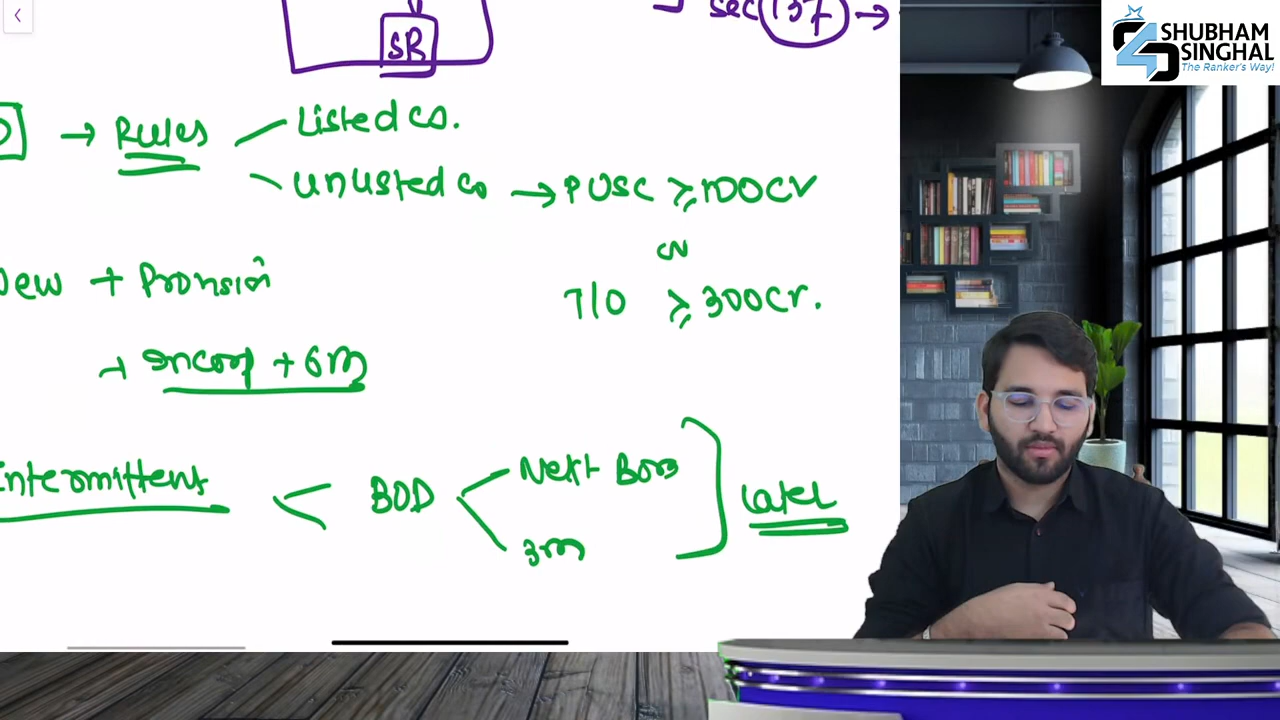 SHUBHAM
SINGHAL
The Ranker's Way!
sec (137) →
SR
→ Rules
Listed co.
unlisted co → PUSC ≥ 100CR
or
T/O ≥ 300Cr.
New + Provision
+ incorp + 6m
Intermittent
BOD
Next Bom
3m
Later